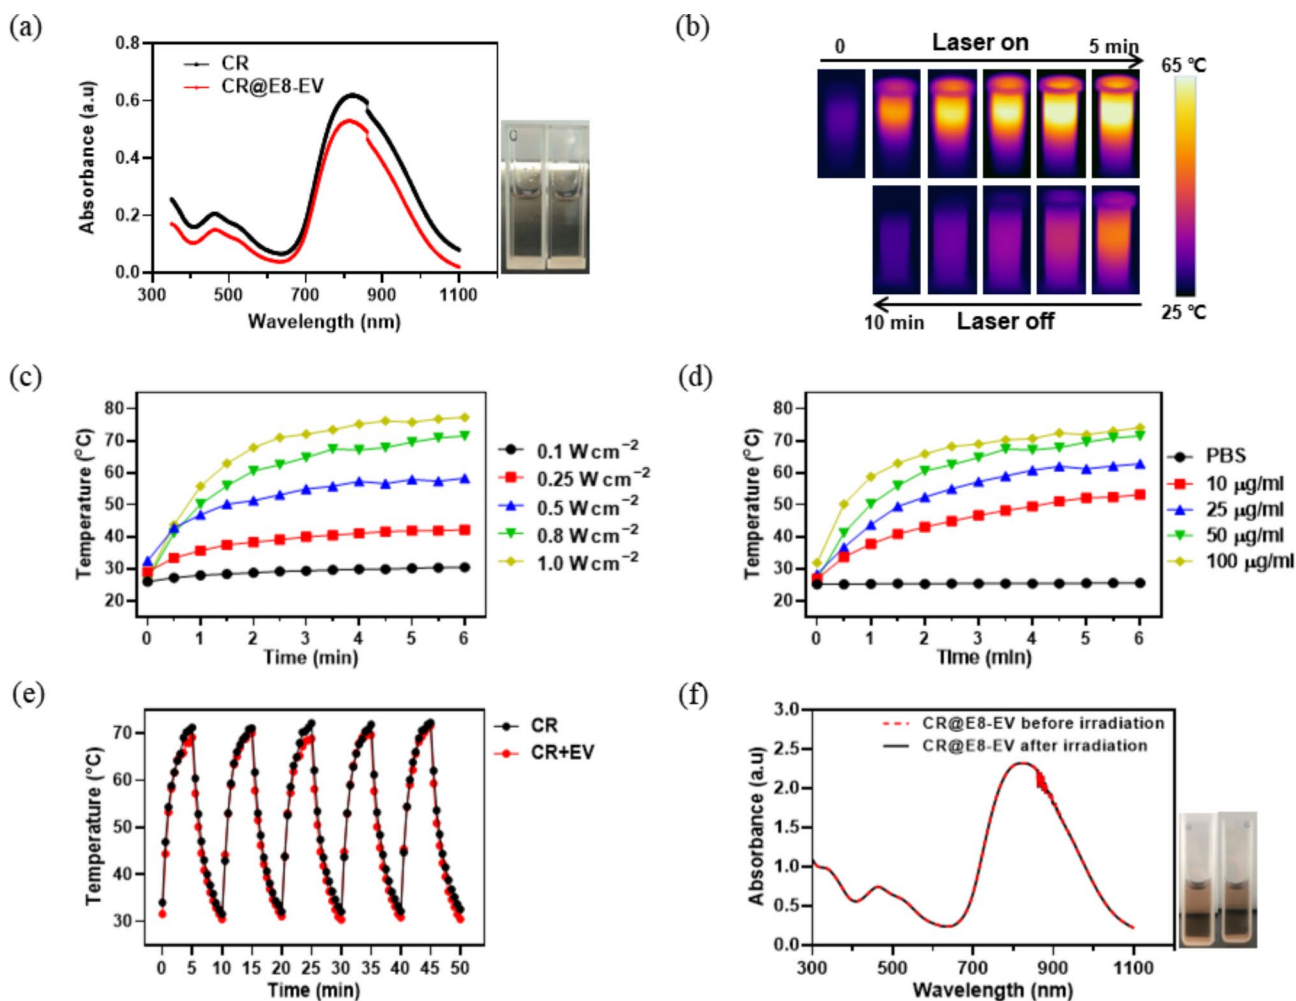 (a)
0.8
0.6
0.4
0.2
0.0
Absorbance (a.u)
CR
CR@E8-EV
300 500 700 900 1100
Wavelength (nm)
(b)
0 Laser on 5 min
10 min Laser off
65 ℃
25 ℃
(c)
80
70
60
50
40
30
20
Temperature (°C)
0 1 2 3 4 5 6
Time (min)
0.1 W cm⁻²
0.25 W cm⁻²
0.5 W cm⁻²
0.8 W cm⁻²
1.0 W cm⁻²
(d)
80
70
60
50
40
30
20
Temperature (°C)
0 1 2 3 4 5 6
TIme (mIn)
PBS
10 μg/ml
25 μg/ml
50 μg/ml
100 μg/ml
(e)
70
60
50
40
30
Temperature (°C)
0 5 10 15 20 25 30 35 40 45 50
Time (min)
CR
CR+EV
(f)
3.0
2.5
2.0
1.5
1.0
0.5
0.0
Absorbance (a.u)
CR@E8-EV before irradiation
CR@E8-EV after irradiation
300 500 700 900 1100
Wavelength (nm)